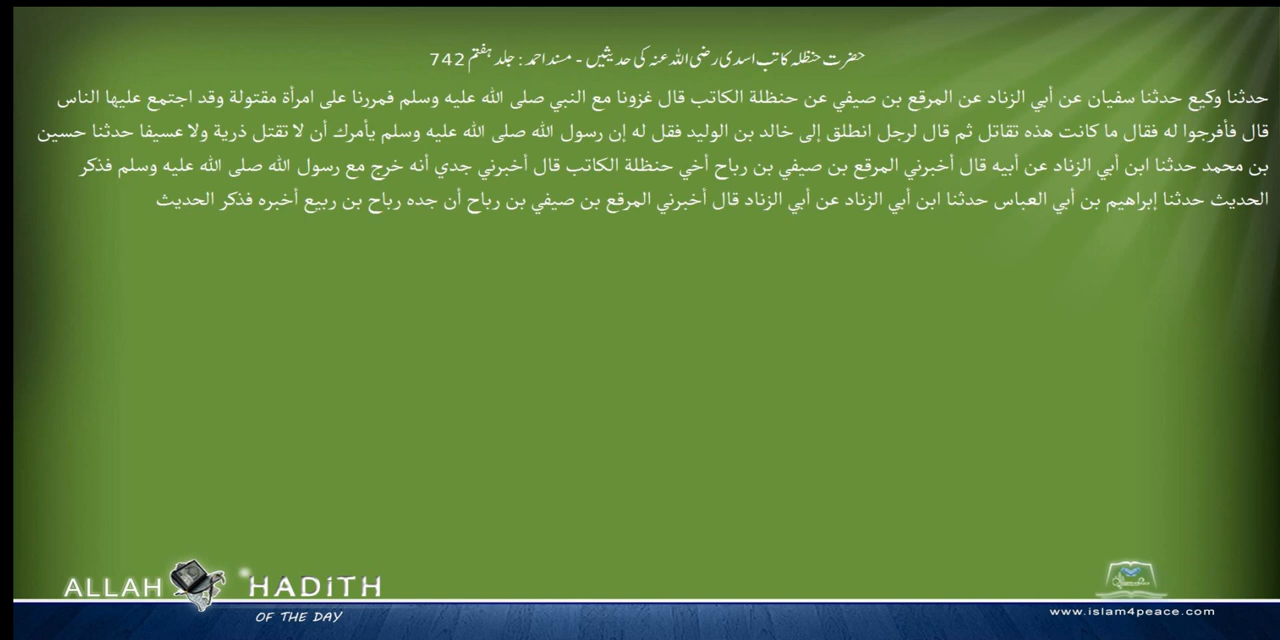 حضرت حنظلہ کاتب اسدی رضی اللہ عنہ کی حدیثیں - مسند احمد : جلد ہفتم 742
حدثنا وكيع حدثنا سفيان عن أبي الزناد عن المرقع بن صيفي عن حنظلة الكاتب قال غزونا مع النبي صلى الله عليه وسلم فمررنا على امرأة مقتولة وقد اجتمع عليها الناس
قال فأفرجوا له فقال ما كانت هذه تقاتل ثم قال لرجل انطلق إلى خالد بن الوليد فقل له إن رسول الله صلى الله عليه وسلم يأمرك أن لا تقتل ذرية ولا عسيفا حدثنا حسين
بن محمد حدثنا ابن أبي الزناد عن أبيه قال أخبرني المرقع بن صيفي بن رباح أخي حنظلة الكاتب قال أخبرني جدي أنه خرج مع رسول الله صلى الله عليه وسلم فذكر
الحديث حدثنا إبراهيم بن أبي العباس حدثنا ابن أبي الزناد عن أبي الزناد قال أخبرني المرقع بن صيفي بن رباح أن جده رباح بن ربيع أخبره فذكر الحديث
ALLAH HADiTH
OF THE DAY
www.islam4peace.com